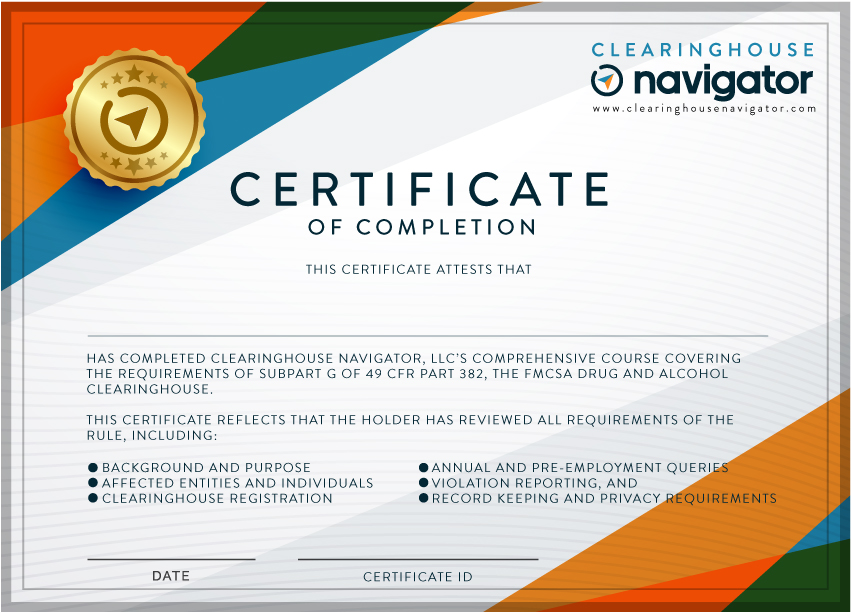 CLEARINGHOUSE
navigator
www.clearinghousenavigator.com
CERTIFICATE
OF COMPLETION
THIS CERTIFICATE ATTESTS THAT
HAS COMPLETED CLEARINGHOUSE NAVIGATOR, LLC'S COMPREHENSIVE COURSE COVERING
THE REQUIREMENTS OF SUBPART G OF 49 CFR PART 382, THE FMCSA DRUG AND ALCOHOL
CLEARINGHOUSE.
THIS CERTIFICATE REFLECTS THAT THE HOLDER HAS REVIEWED ALL REQUIREMENTS OF THE
RULE, INCLUDING:
● BACKGROUND AND PURPOSE
● AFFECTED ENTITIES AND INDIVIDUALS
● CLEARINGHOUSE REGISTRATION
● ANNUAL AND PRE-EMPLOYMENT QUERIES
● VIOLATION REPORTING, AND
● RECORD KEEPING AND PRIVACY REQUIREMENTS
DATE
CERTIFICATE ID